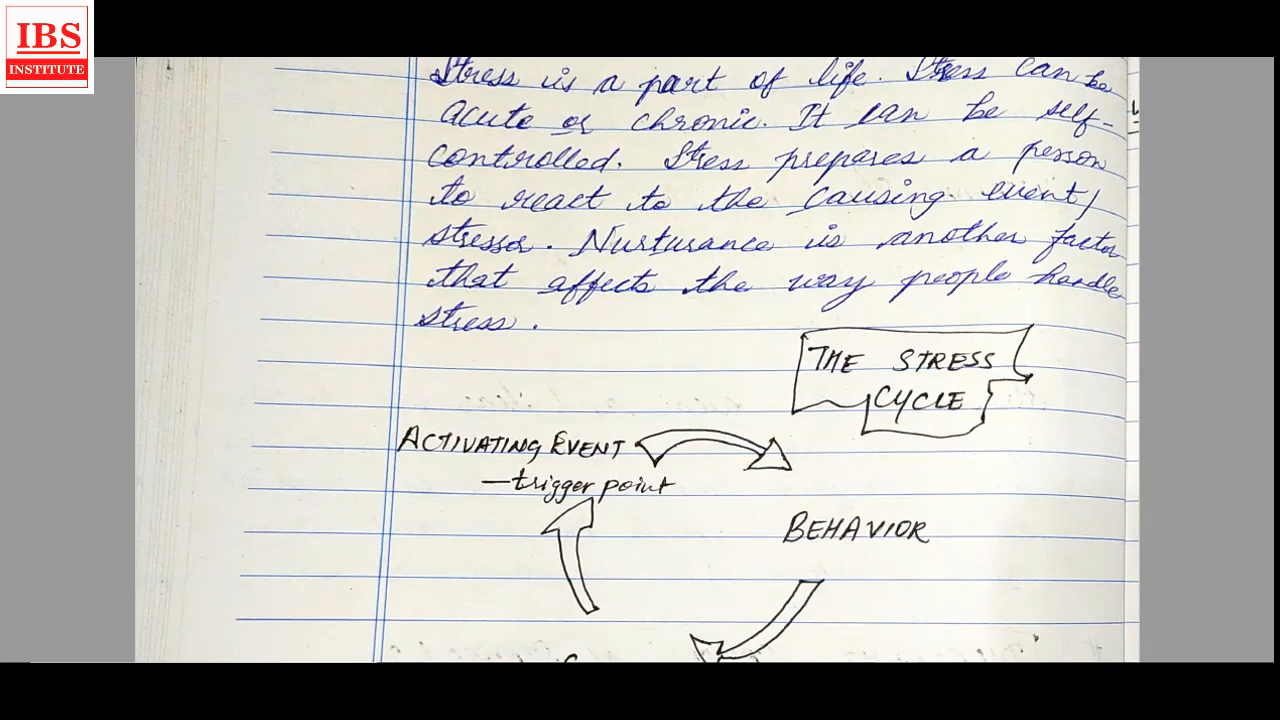 IBS
INSTITUTE
Stress is a part of life. Stress can be
acute or chronic. It can be self-
controlled. Stress prepares a person
to react to the causing event/
stressor. Nurturance is another factor
that affects the way people handle
stress.
THE STRESS
CYCLE
ACTIVATING EVENT
—trigger point
BEHAVIOR